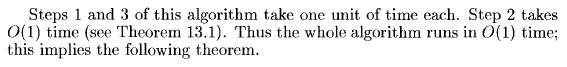 Steps 1 and 3 of this algorithm take one unit of time each. Step 2 takes
O(1) time (see Theorem 13.1). Thus the whole algorithm runs in O(1) time;
this implies the following theorem.